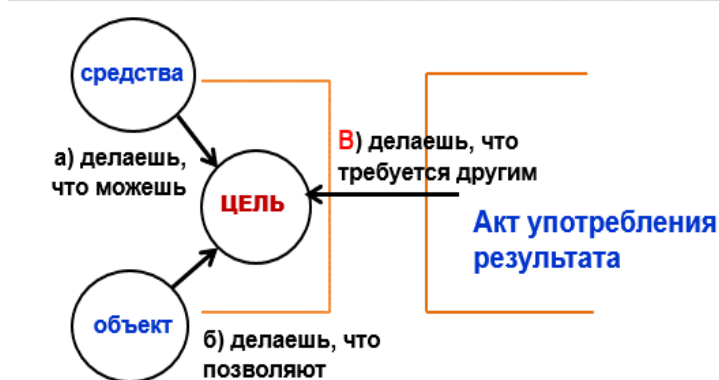 средства
а) делаешь,
что можешь
ЦЕЛЬ
В) делаешь, что
требуется другим
Акт употребления
результата
объект
б) делаешь, что
позволяют